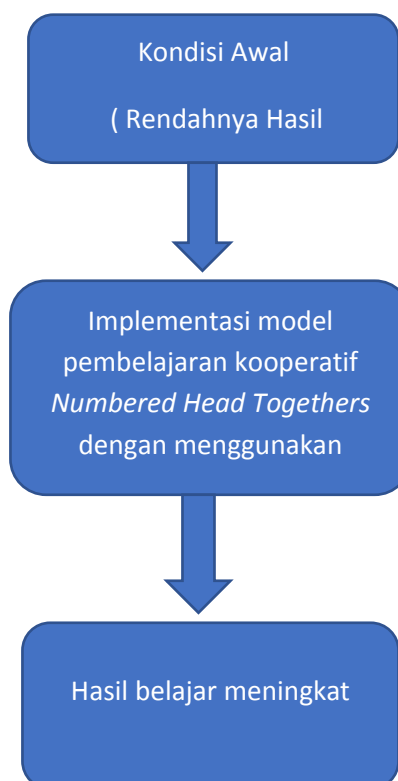 Kondisi Awal
( Rendahnya Hasil
Implementasi model
pembelajaran kooperatif
Numbered Head Togethers
dengan menggunakan
Hasil belajar meningkat